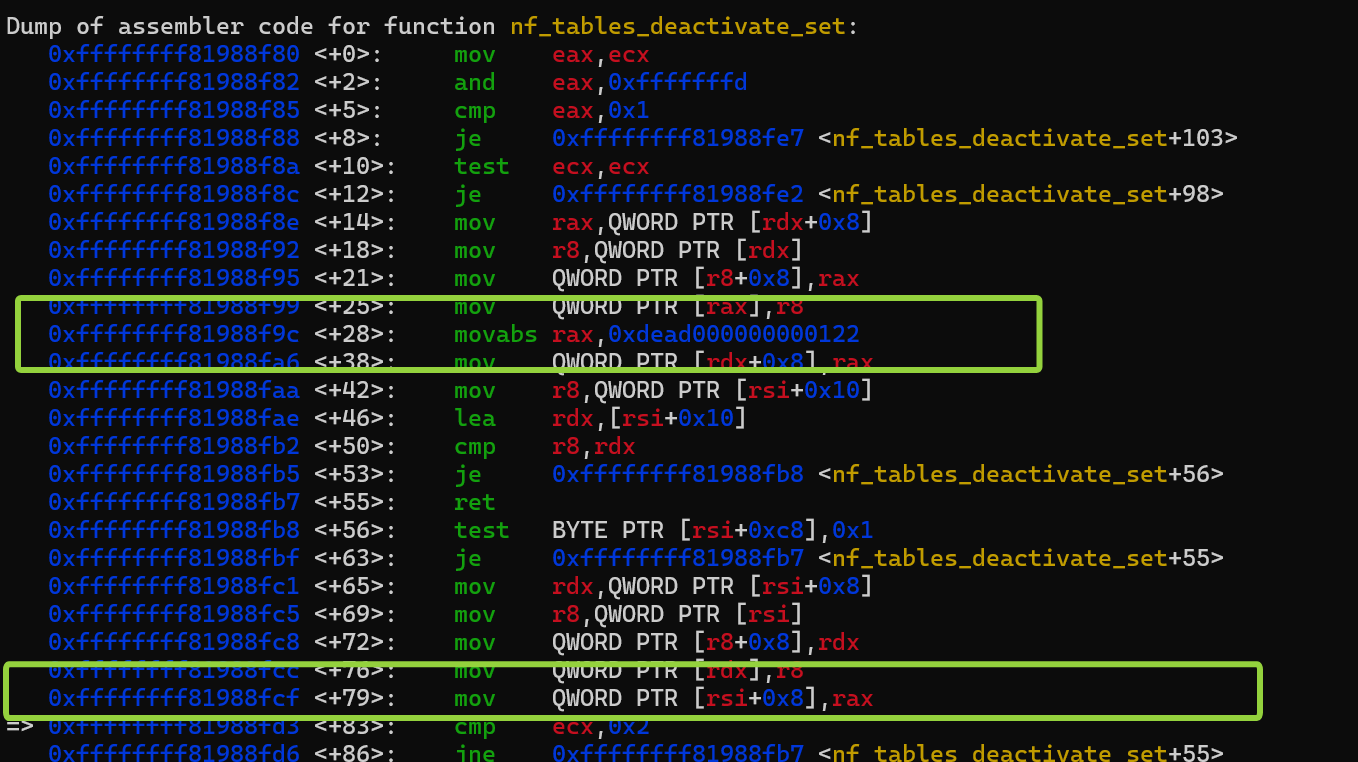 Dump of assembler code for function nf_tables_deactivate_set:
0xffffffff81988f80 <+0>: mov eax,ecx
0xffffffff81988f82 <+2>: and eax,0xfffffffd
0xffffffff81988f85 <+5>: cmp eax,0x1
0xffffffff81988f88 <+8>: je 0xffffffff81988fe7 <nf_tables_deactivate_set+103>
0xffffffff81988f8a <+10>: test ecx,ecx
0xffffffff81988f8c <+12>: je 0xffffffff81988fe2 <nf_tables_deactivate_set+98>
0xffffffff81988f8e <+14>: mov rax,QWORD PTR [rdx+0x8]
0xffffffff81988f92 <+18>: mov r8,QWORD PTR [rdx]
0xffffffff81988f95 <+21>: mov QWORD PTR [r8+0x8],rax
0xffffffff81988f99 <+25>: mov QWORD PTR [rax],r8
0xffffffff81988f9c <+28>: movabs rax,0xdead000000000122
0xffffffff81988fa6 <+38>: mov QWORD PTR [rdx+0x8],rax
0xffffffff81988faa <+42>: mov r8,QWORD PTR [rsi+0x10]
0xffffffff81988fae <+46>: lea rdx,[rsi+0x10]
0xffffffff81988fb2 <+50>: cmp r8,rdx
0xffffffff81988fb5 <+53>: je 0xffffffff81988fb8 <nf_tables_deactivate_set+56>
0xffffffff81988fb7 <+55>: ret
0xffffffff81988fb8 <+56>: test BYTE PTR [rsi+0xc8],0x1
0xffffffff81988fbf <+63>: je 0xffffffff81988fb7 <nf_tables_deactivate_set+55>
0xffffffff81988fc1 <+65>: mov rdx,QWORD PTR [rsi+0x8]
0xffffffff81988fc5 <+69>: mov r8,QWORD PTR [rsi]
0xffffffff81988fc8 <+72>: mov QWORD PTR [r8+0x8],rdx
0xffffffff81988fcc <+76>: mov QWORD PTR [rdx],r8
0xffffffff81988fcf <+79>: mov QWORD PTR [rsi+0x8],rax
=> 0xffffffff81988fd3 <+83>: cmp ecx,0x2
0xffffffff81988fd6 <+86>: jne 0xffffffff81988fb7 <nf_tables_deactivate_set+55>